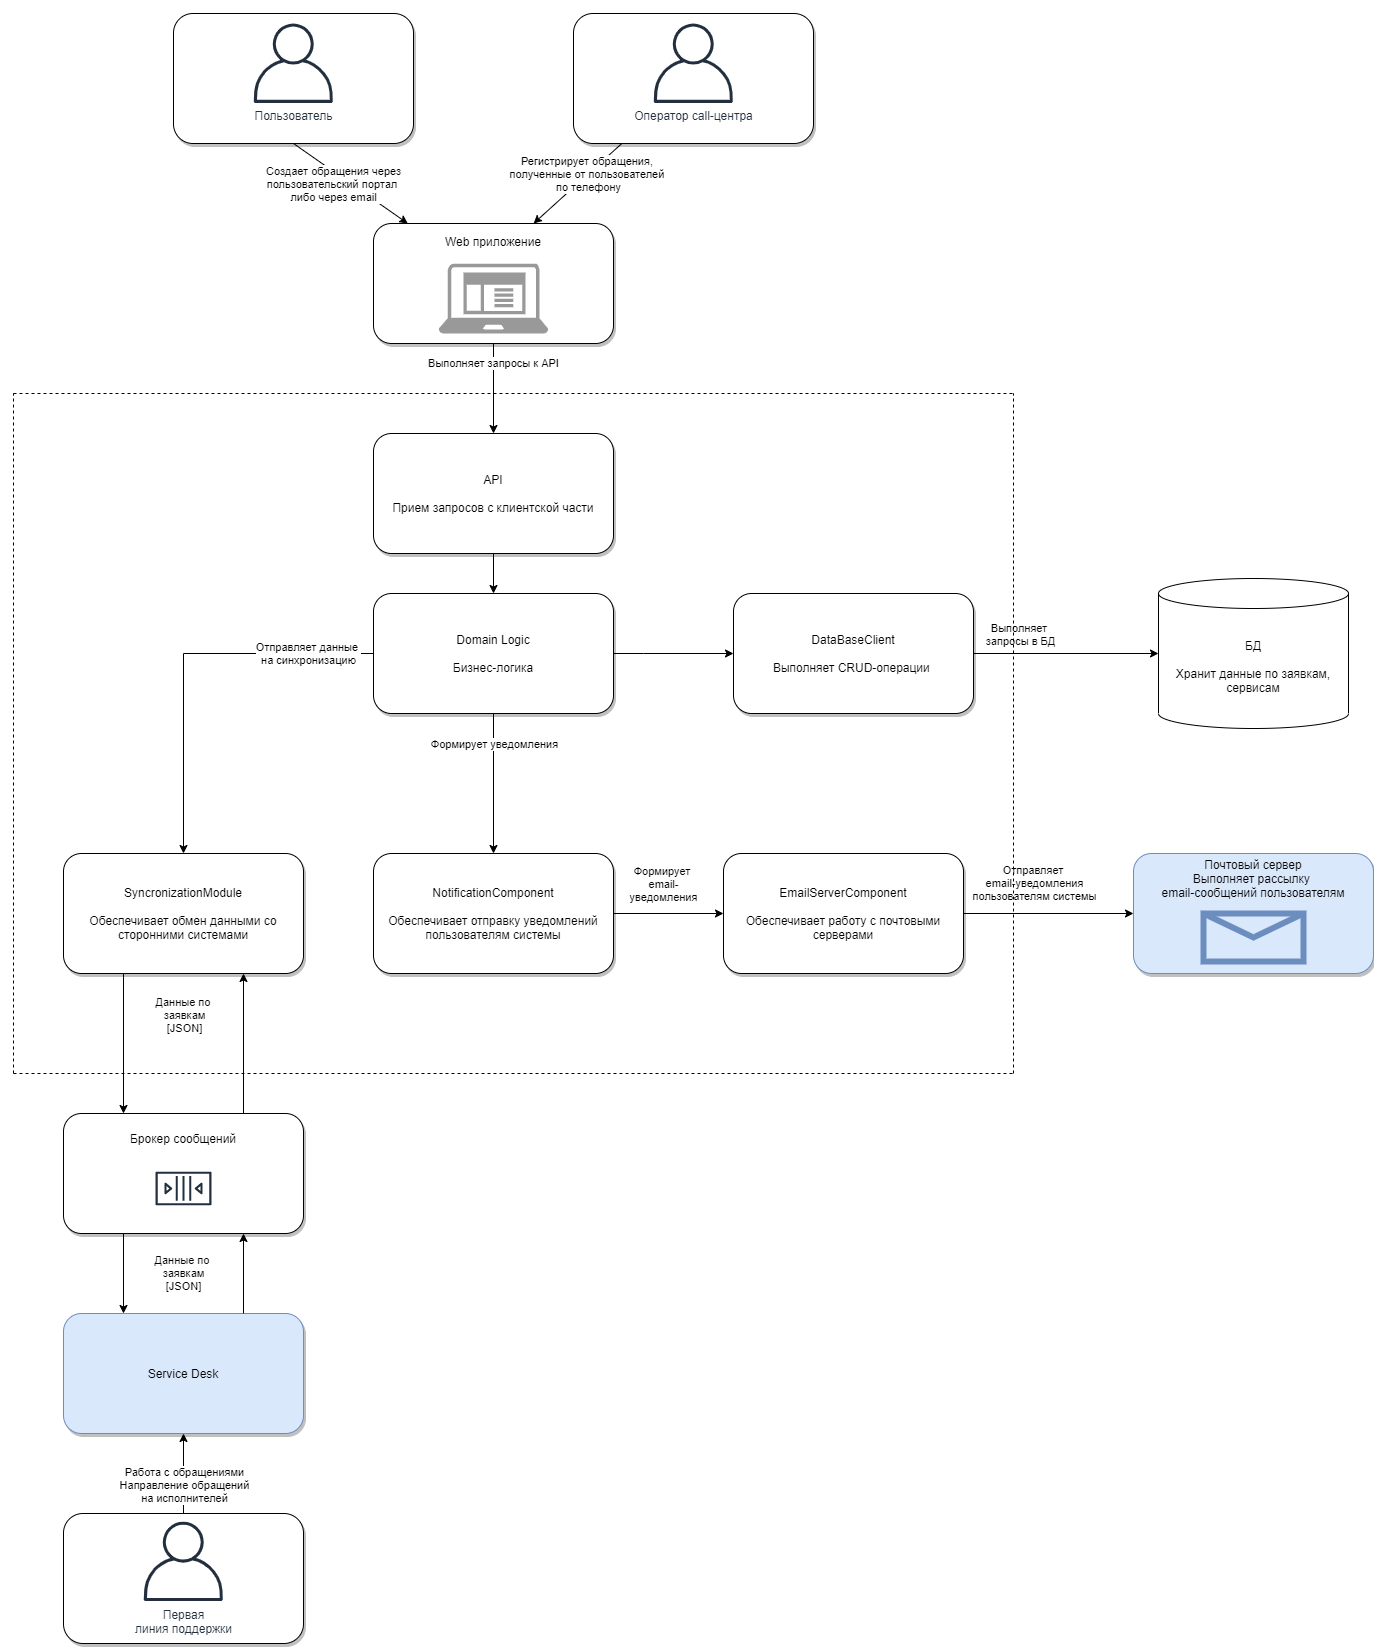 Пользователь
Оператор call-центра
Создает обращения через
пользовательский портал
либо через email
Регистрирует обращения,
полученные от пользователей
по телефону
Web приложение
Выполняет запросы к API
API
Прием запросов с клиентской части
Domain Logic
Бизнес-логика
DataBaseClient
Выполняет CRUD-операции
Выполняет
запросы в БД
БД
Хранит данные по заявкам,
сервисам
Отправляет данные
на синхронизацию
Формирует уведомления
SyncronizationModule
Обеспечивает обмен данными со
сторонними системами
NotificationComponent
Обеспечивает отправку уведомлений
пользователям системы
Формирует
email-
уведомления
EmailServerComponent
Обеспечивает работу с почтовыми
серверами
Отправляет
email-уведомления
пользователям системы
Почтовый сервер
Выполняет рассылку
email-сообщений пользователям
Данные по
заявкам
[JSON]
Брокер сообщений
Данные по
заявкам
[JSON]
Service Desk
Работа с обращениями
Направление обращений
на исполнителей
Первая
линия поддержки